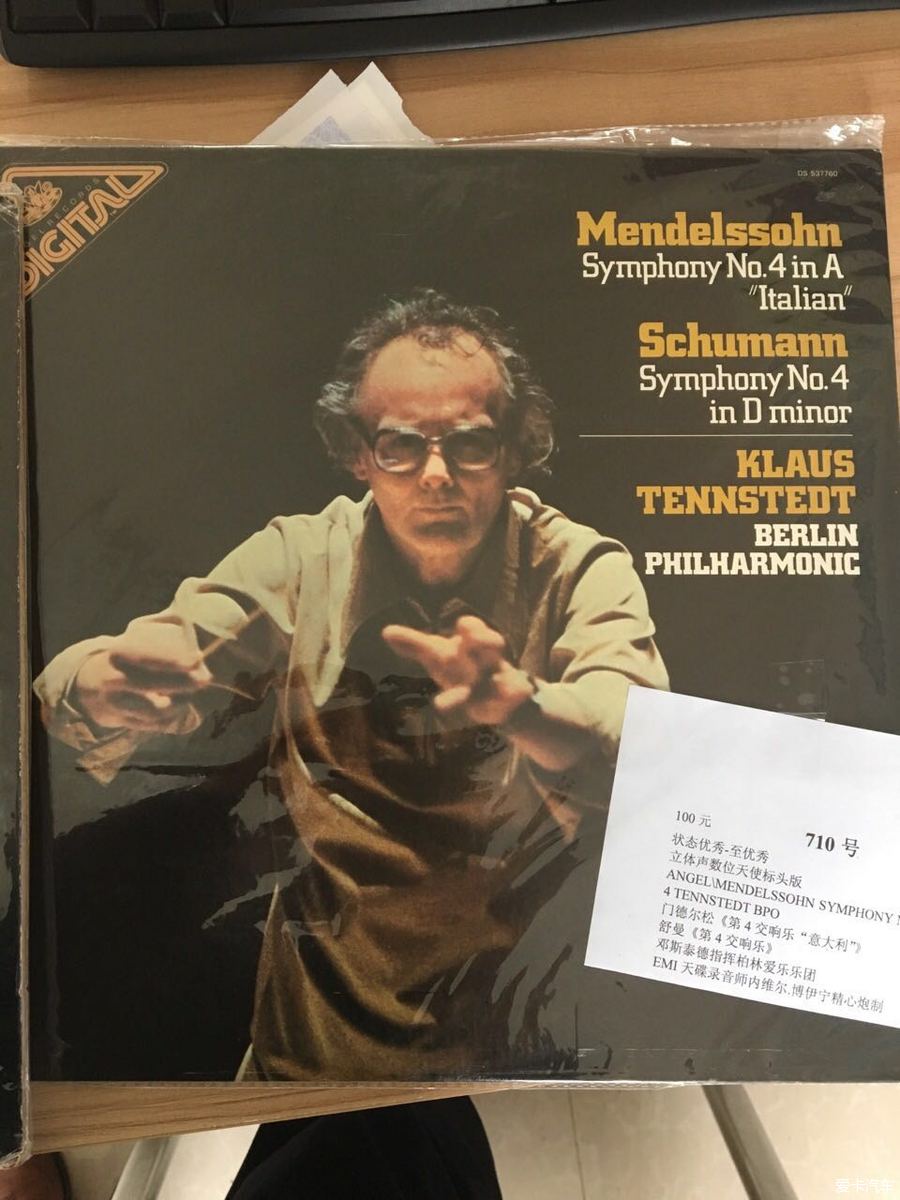 DS 537760
RECORDS
DIGITAL
Mendelssohn
Symphony No.4 in A
"Italian"
Schumann
Symphony No.4
in D minor
KLAUS
TENNSTEDT
BERLIN
PHILHARMONIC
100 元
710 号
状态优秀-至优秀
立体声数位天使标头版
ANGEL\MENDELSSOHN SYMPHONY
4 TENNSTEDT BPO
门德尔松《第 4 交响乐“意大利”》
舒曼《第 4 交响乐》
邓斯泰德指挥柏林爱乐乐团
EMI 天碟录音师内维尔.博伊宁精心炮制
爱卡汽车